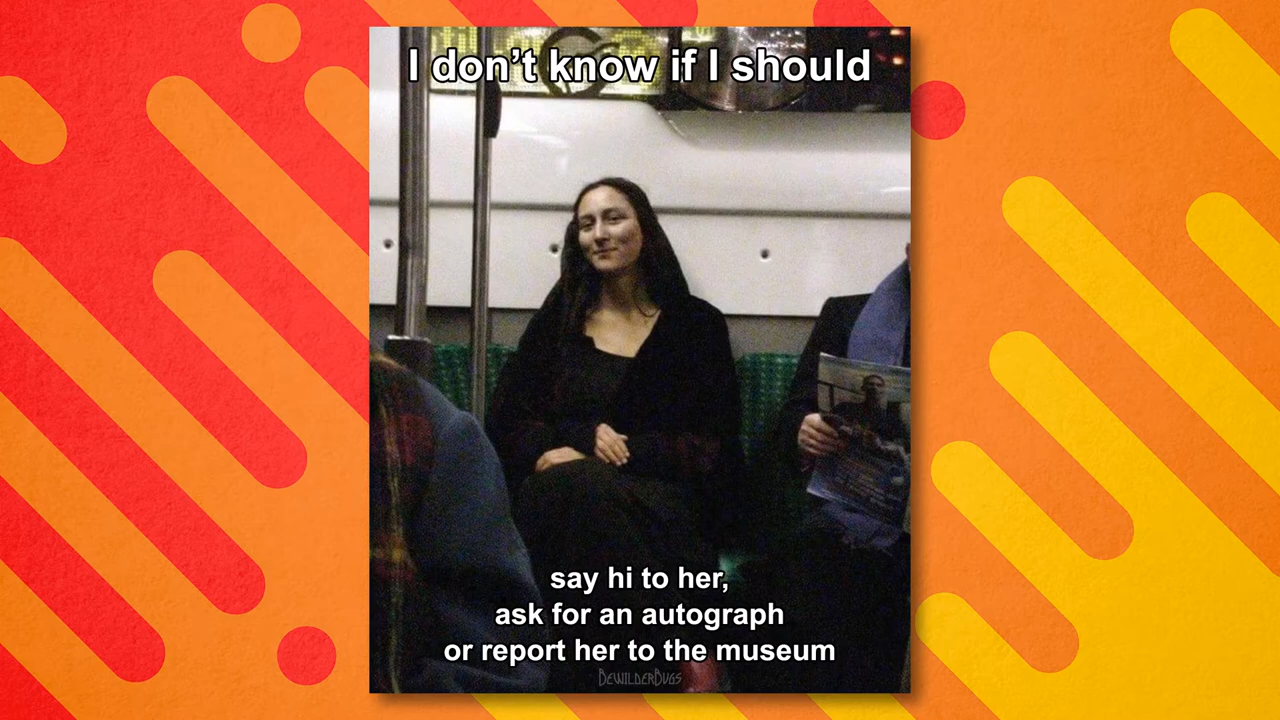 I don’t know if I should
say hi to her,
ask for an autograph
or report her to the museum
BEWILDERBUGS